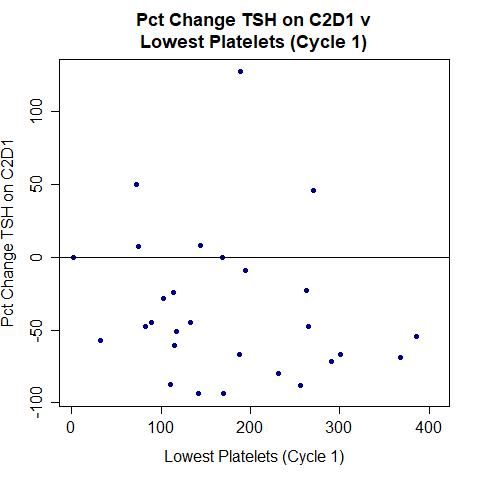 Pct Change TSH on C2D1 v
Lowest Platelets (Cycle 1)
Pct Change TSH on C2D1
100
50
0
-50
-100
0 100 200 300 400
Lowest Platelets (Cycle 1)